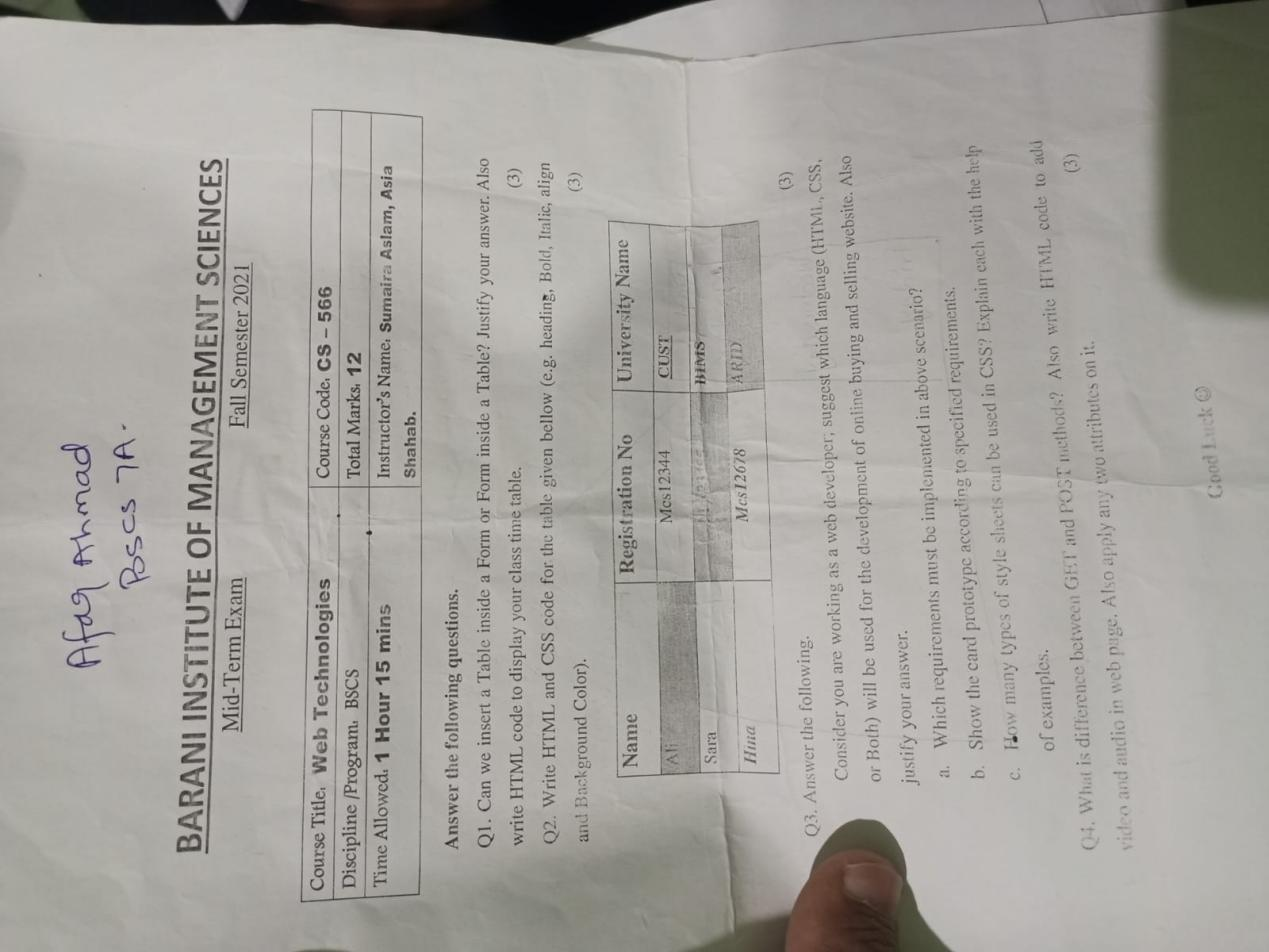 Afaq Ahmad
BSCS 7A.
BARANI INSTITUTE OF MANAGEMENT SCIENCES
Mid-Term Exam Fall Semester 2021
Course Title: Web Technologies Course Code: CS – 566
Discipline /Program: BSCS Total Marks: 12
Time Allowed: 1 Hour 15 mins Instructor's Name: Sumaira Aslam, Asia
Shahab.
Answer the following questions.
Q1. Can we insert a Table inside a Form or Form inside a Table? Justify your answer. Also
write HTML code to display your class time table. (3)
Q2. Write HTML and CSS code for the table given bellow (e.g. heading, Bold, Italic, align
and Background Color). (3)
Name Registration No University Name
Ali Mcs12344 CUST
Sara BIMS
Hina Mcs12678 ARID
Q3. Answer the following. (3)
Consider you are working as a web developer; suggest which language (HTML, CSS,
or Both) will be used for the development of online buying and selling website. Also
justify your answer.
a. Which requirements must be implemented in above scenario?
b. Show the card prototype according to specified requirements.
c. How many types of style sheets can be used in CSS? Explain each with the help
of examples.
Q4. What is difference between GET and POST methods? Also write HTML code to add
video and audio in web page. Also apply any two attributes on it. (3)
Good Luck ☺